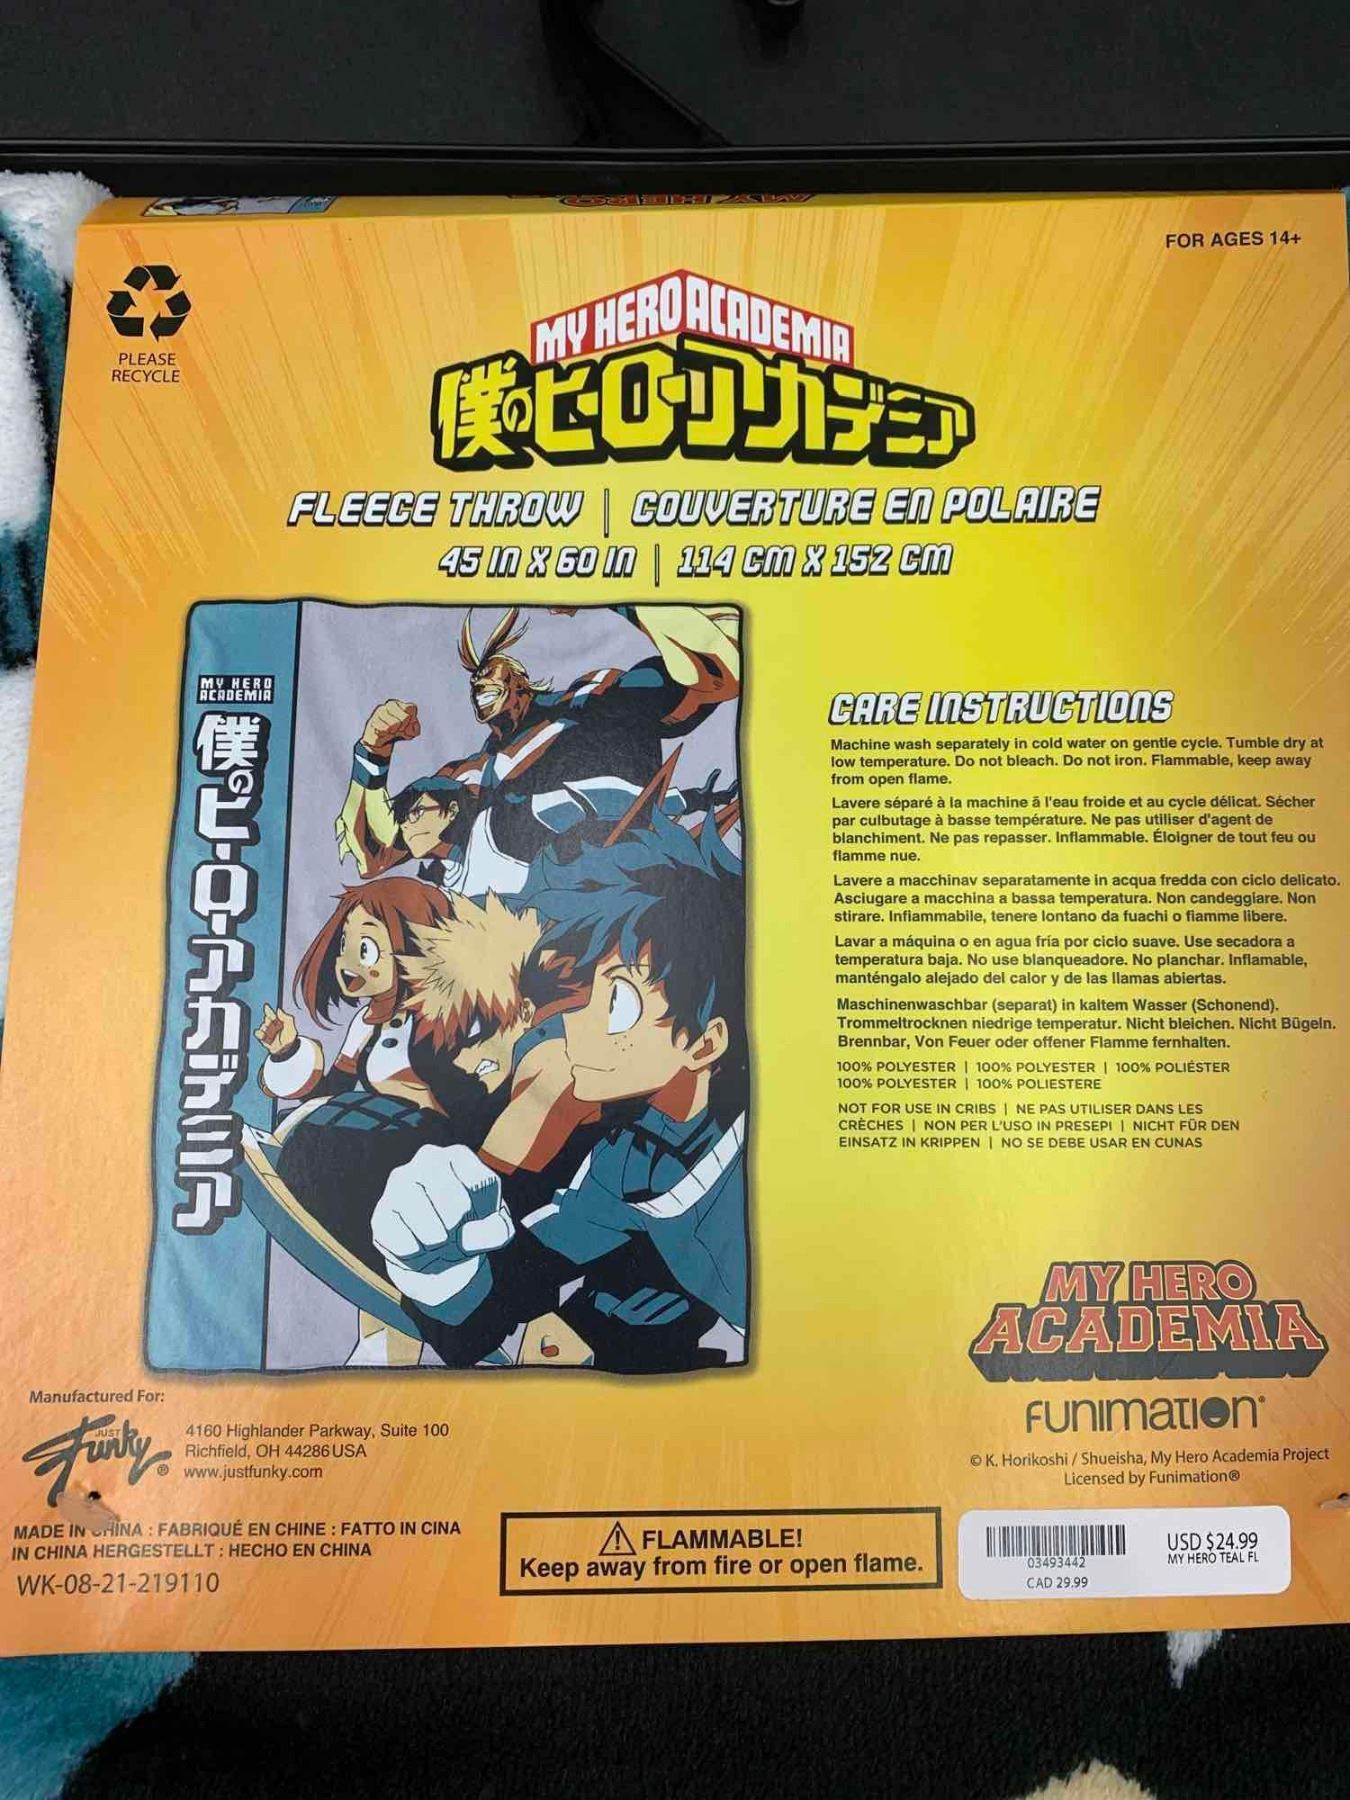 FOR AGES 14+
PLEASE
RECYCLE
MY HERO ACADEMIA
僕のヒーローアカデミア
FLEECE THROW | COUVERTURE EN POLAIRE
45 IN X 60 IN | 114 CM X 152 CM
MY HERO
ACADEMIA
僕のヒーローアカデミア
CARE INSTRUCTIONS
Machine wash separately in cold water on gentle cycle. Tumble dry at
low temperature. Do not bleach. Do not iron. Flammable, keep away
from open flame.
Lavere séparé à la machine ã l'eau froide et au cycle délicat. Sécher
par culbutage à basse température. Ne pas utiliser d'agent de
blanchiment. Ne pas repasser. Inflammable. Éloigner de tout feu ou
flamme nue.
Lavere a macchinav separatamente in acqua fredda con ciclo delicato.
Asciugare a macchina a bassa temperatura. Non candeggiare. Non
stirare. Infiammabile, tenere lontano da fuachi o fiamme libere.
Lavar a máquina o en agua fría por ciclo suave. Use secadora a
temperatura baja. No use blanqueadore. No planchar. Inflamable,
manténgalo alejado del calor y de las llamas abiertas.
Maschinenwaschbar (separat) in kaltem Wasser (Schonend).
Trommeltrocknen niedrige temperatur. Nicht bleichen. Nicht Bügeln.
Brennbar, Von Feuer oder offener Flamme fernhalten.
100% POLYESTER | 100% POLYESTER | 100% POLIÉSTER
100% POLYESTER | 100% POLIESTERE
NOT FOR USE IN CRIBS | NE PAS UTILISER DANS LES
CRÈCHES | NON PER L'USO IN PRESEPI | NICHT FÜR DEN
EINSATZ IN KRIPPEN | NO SE DEBE USAR EN CUNAS
MY HERO
ACADEMIA
FUNIMATION®
© K. Horikoshi / Shueisha, My Hero Academia Project
Licensed by Funimation®
Manufactured For:
JUST Funky ®
4160 Highlander Parkway, Suite 100
Richfield, OH 44286 USA
www.justfunky.com
MADE IN CHINA : FABRIQUÉ EN CHINE : FATTO IN CINA
IN CHINA HERGESTELLT : HECHO EN CHINA
WK-08-21-219110
FLAMMABLE!
Keep away from fire or open flame.
03493442
CAD 29.99
USD $24.99
MY HERO TEAL FL